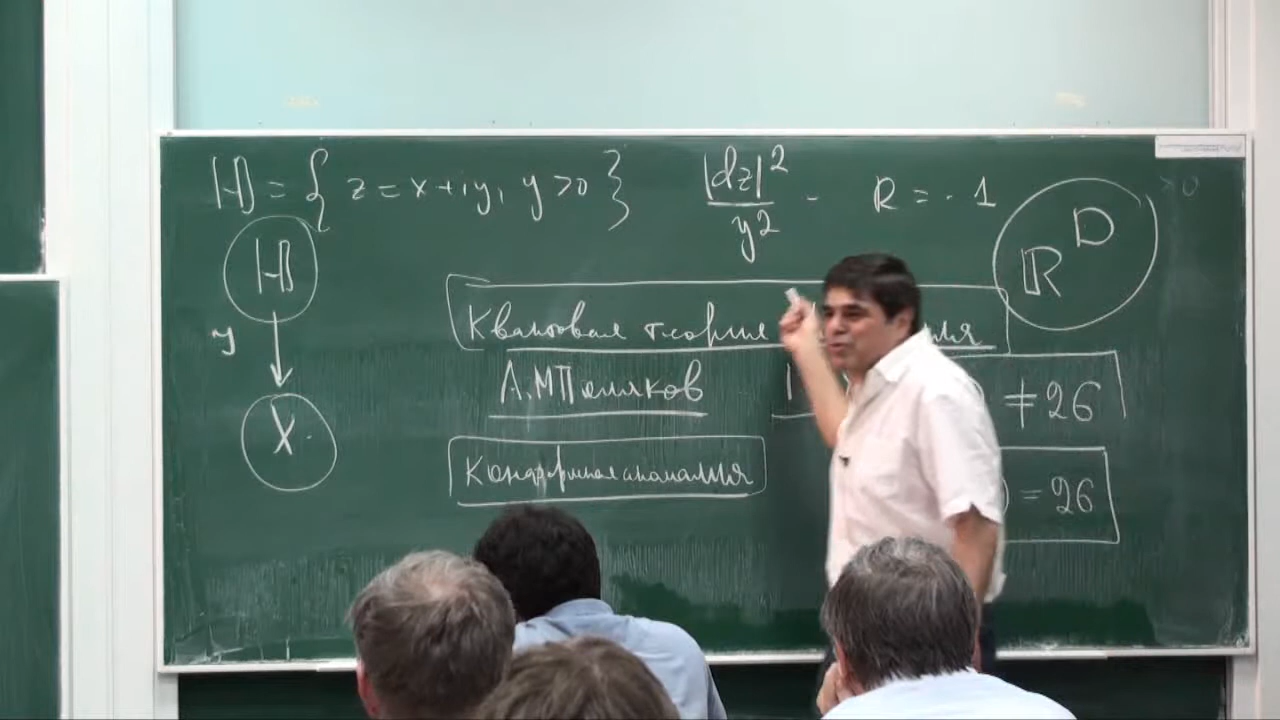 ℍ = { z = x + iy, y > 0 } |dz|² / y² - R = -1
ℍ ℝ^D
y Квантовая теория
А.М Поляков ≠ 26
X. Конформная аномалия = 26